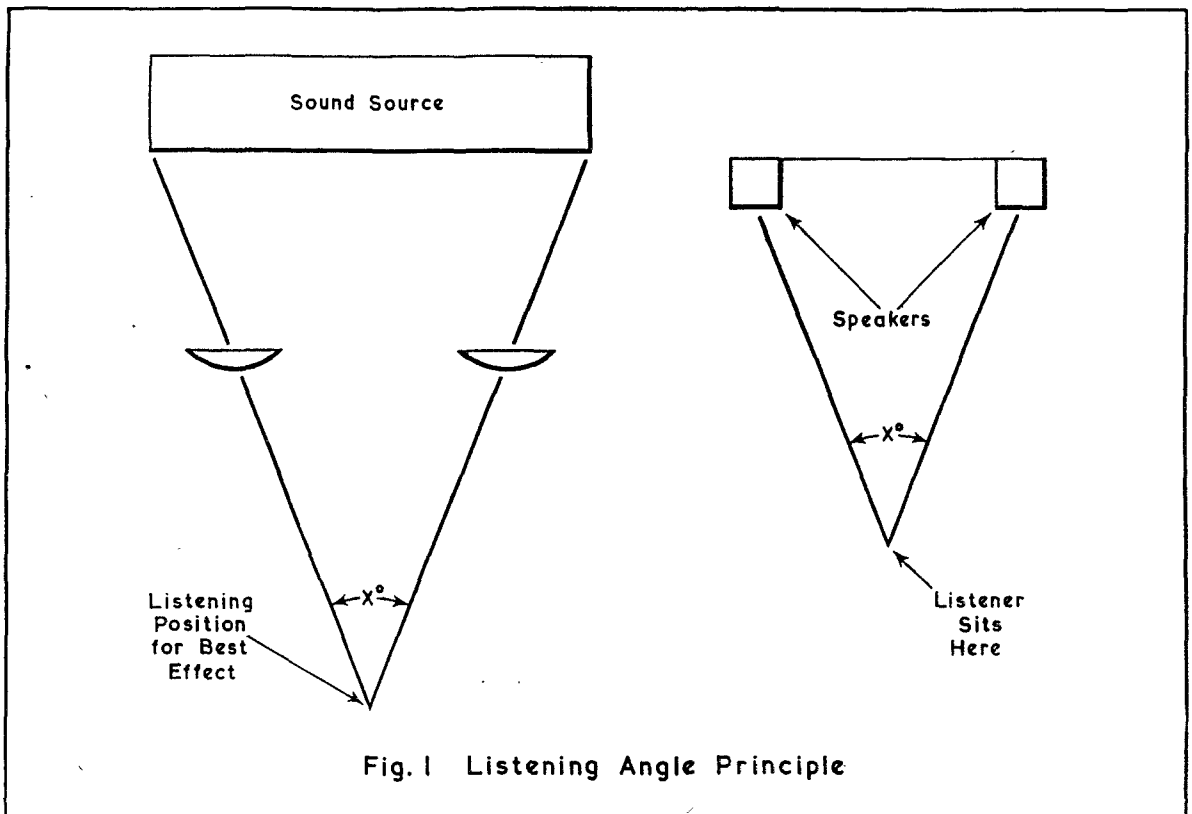 Sound Source
Speakers
X°
X°
Listening
Position
for Best
Effect
Listener
Sits
Here
Fig. 1 Listening Angle Principle